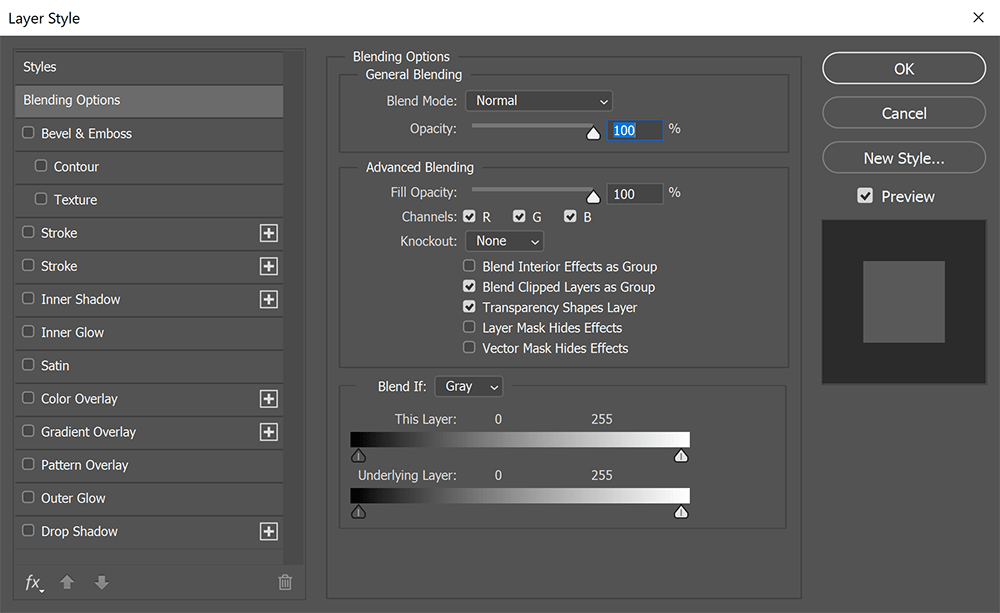 Layer Style
Styles
Blending Options
Bevel & Emboss
Contour
Texture
Stroke
Stroke
Inner Shadow
Inner Glow
Satin
Color Overlay
Gradient Overlay
Pattern Overlay
Outer Glow
Drop Shadow
fx
Blending Options
General Blending
Blend Mode: Normal
Opacity: 100 %
Advanced Blending
Fill Opacity: 100 %
Channels: R G B
Knockout: None
Blend Interior Effects as Group
Blend Clipped Layers as Group
Transparency Shapes Layer
Layer Mask Hides Effects
Vector Mask Hides Effects
Blend If: Gray
This Layer: 0 255
Underlying Layer: 0 255
OK
Cancel
New Style...
Preview